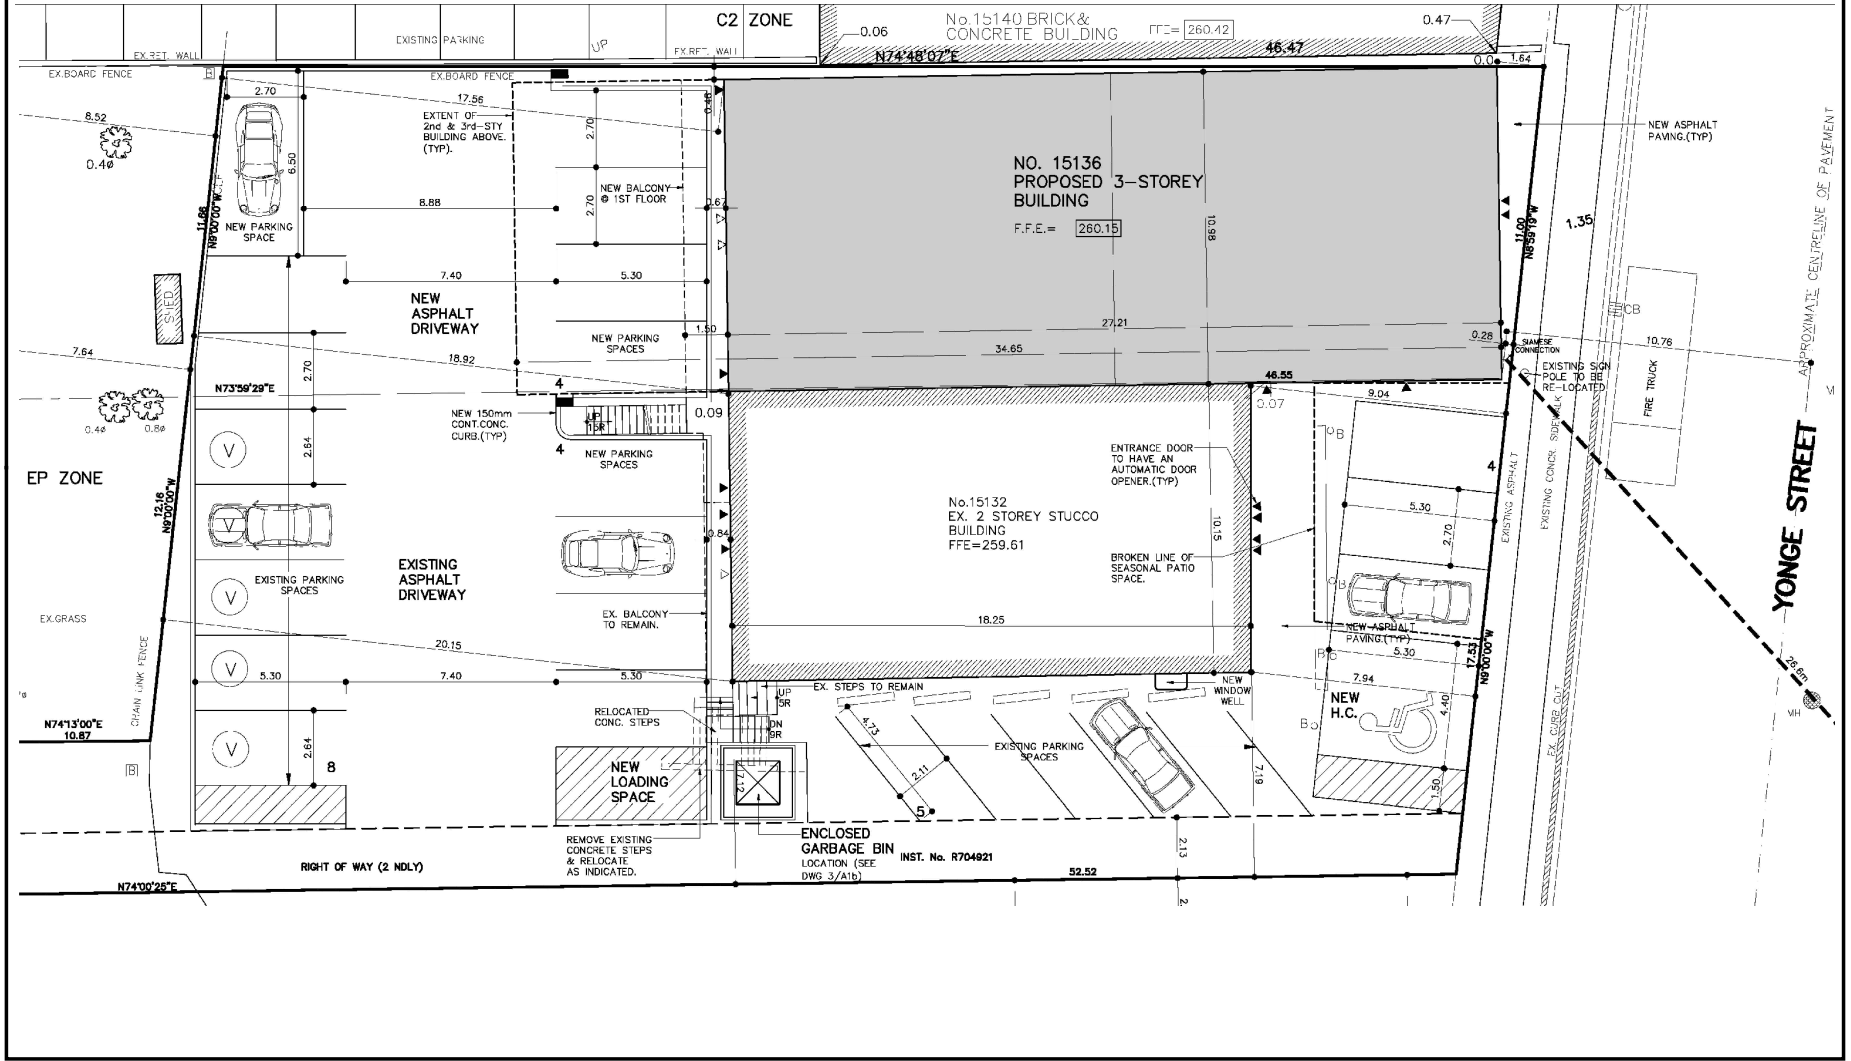 C2 ZONE
No.15140 BRICK &
CONCRETE BUILDING
FFE= 260.42
0.47
0.06
EXISTING PARKING
UP
EX.RET. WALL
EX.RET. WALL
N74°48'07"E
46.47
0.0
1.64
EX.BOARD FENCE
B
EX.BOARD FENCE
2.70
17.56
0.46
8.52
0.4ø
6.50
EXTENT OF
2nd & 3rd-STY
BUILDING ABOVE.
(TYP).
2.70
2.70
NEW BALCONY
@ 1ST FLOOR
0.67
NO. 15136
PROPOSED 3-STOREY
BUILDING
F.F.E.= 260.15
10.98
NEW ASPHALT
PAVING.(TYP)
APPROXIMATE CENTRELINE OF PAVEMENT
11.66
N9°00'00"W
NEW PARKING
SPACE
8.88
11.00
N8°59'19"W
1.35
SHED
7.40
5.30
NEW
ASPHALT
DRIVEWAY
NEW PARKING
SPACES
1.50
27.21
34.65
0.28
SIAMESE
CONNECTION
CB
10.76
FIRE TRUCK
7.64
18.92
2.70
N73°59'29"E
EXISTING SIGN
POLE TO BE
RE-LOCATED
46.55
0.07
9.04
0.4ø
0.8ø
NEW 150mm
CONT.CONC.
CURB.(TYP)
4
UP
15R
0.09
4
NEW PARKING
SPACES
V
2.64
B
EP ZONE
ENTRANCE DOOR
TO HAVE AN
AUTOMATIC DOOR
OPENER.(TYP)
4
EXISTING ASPHALT
EXISTING CONCR. SIDEWALK
YONGE STREET
12.16
N9°00'00"W
V
No.15132
EX. 2 STOREY STUCCO
BUILDING
FFE=259.61
10.15
5.30
2.70
0.84
BROKEN LINE OF
SEASONAL PATIO
SPACE.
B
EXISTING PARKING
SPACES
V
EXISTING
ASPHALT
DRIVEWAY
EX. BALCONY
TO REMAIN.
EX.GRASS
18.25
NEW ASPHALT
PAVING.(TYP)
CHAIN LINK FENCE
V
20.15
5.30
7.40
5.30
B
5.30
17.53
N9°00'00"W
7.94
26.6m
MH
EX. STEPS TO REMAIN
UP
5R
NEW
WINDOW
WELL
NEW
H.C.
4.40
RELOCATED
CONC. STEPS
DN
9R
4.73
B
N74°13'00"E
10.87
V
2.64
8
B
NEW
LOADING
SPACE
7.12
EXISTING PARKING
SPACES
2.11
5
7.19
1.50
EX. CURB CUT
REMOVE EXISTING
CONCRETE STEPS
& RELOCATE
AS INDICATED.
ENCLOSED
GARBAGE BIN
LOCATION (SEE
DWG 3/A1b)
INST. No. R704921
2.13
RIGHT OF WAY (2 NDLY)
N74°00'25"E
52.52
2.